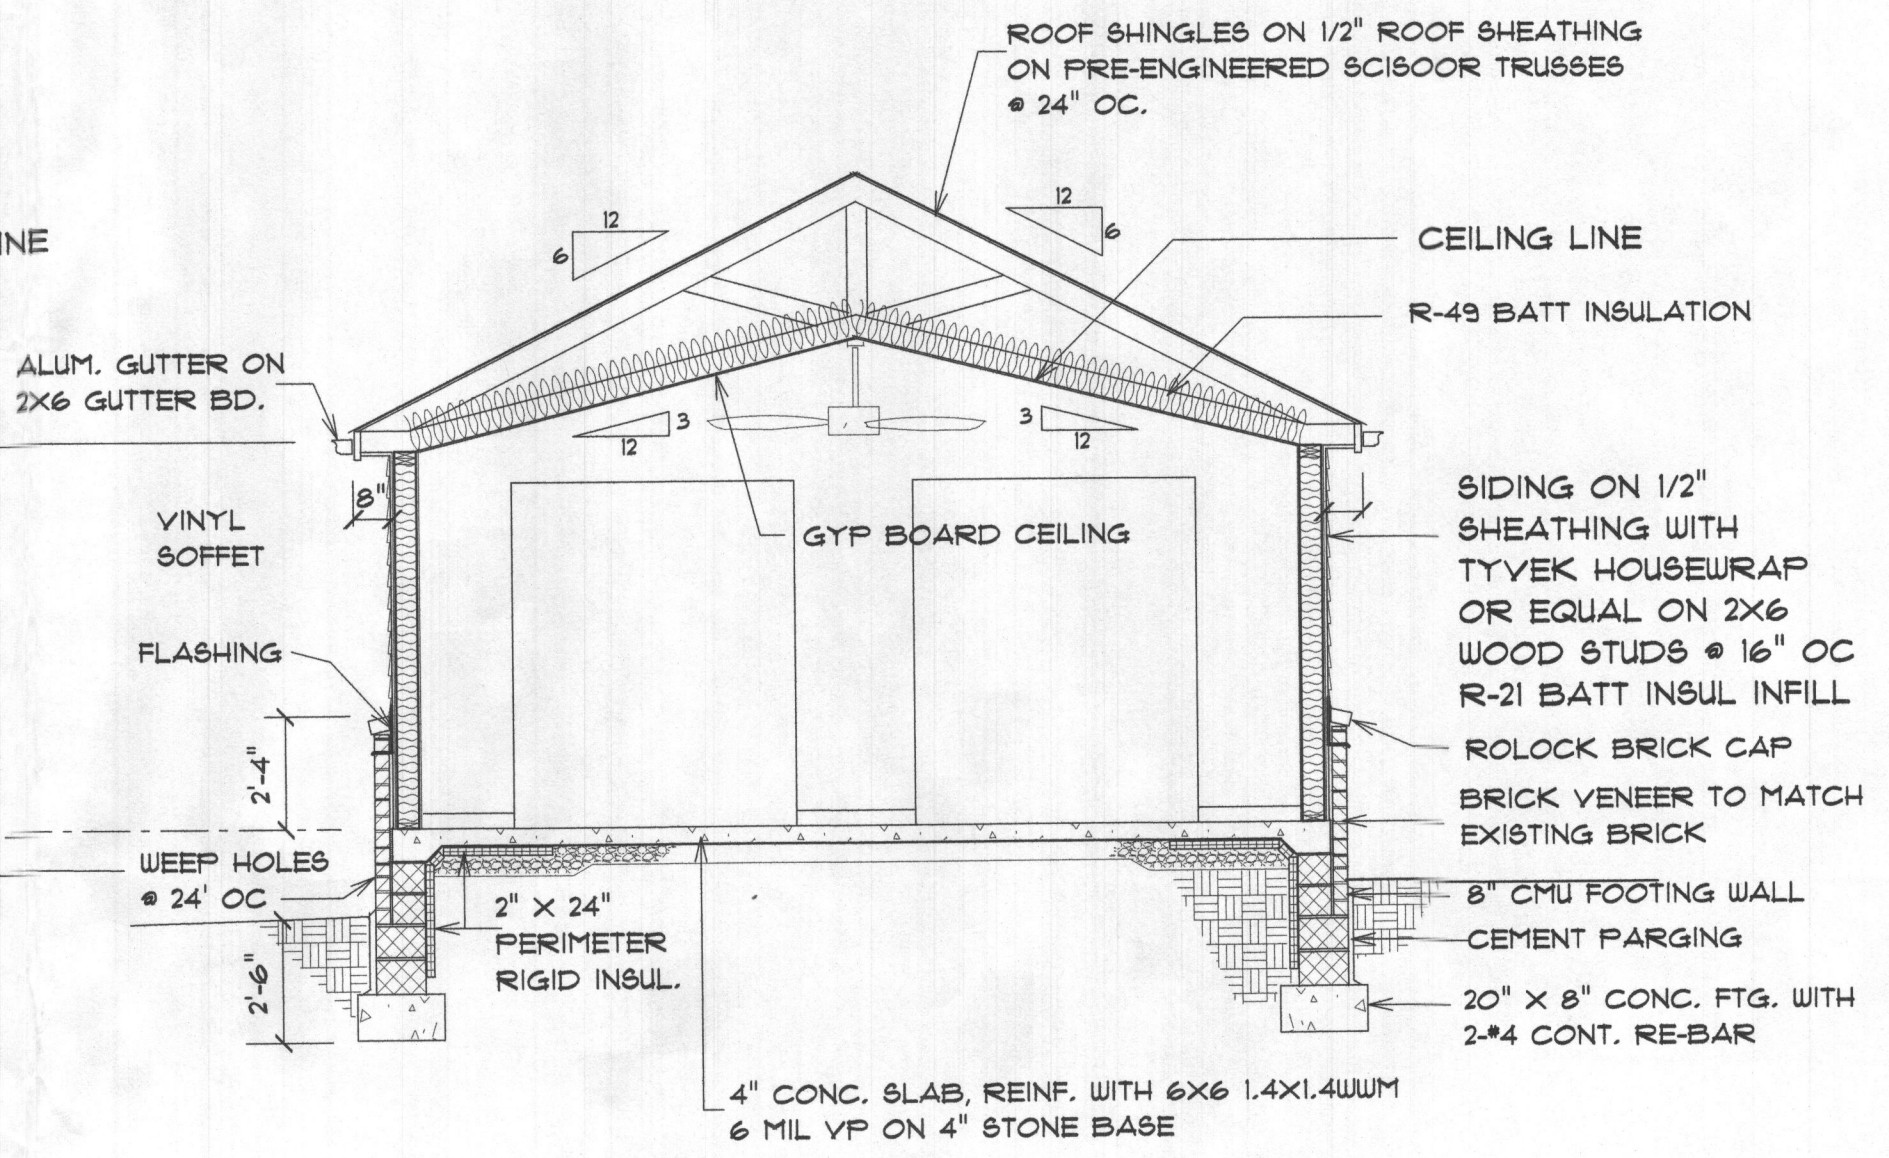 ROOF SHINGLES ON 1/2" ROOF SHEATHING
ON PRE-ENGINEERED SCISOOR TRUSSES
@ 24" OC.
12
6
12
6
INE
CEILING LINE
R-49 BATT INSULATION
ALUM. GUTTER ON
2X6 GUTTER BD.
3
12
3
12
8"
VINYL
SOFFET
GYP BOARD CEILING
SIDING ON 1/2"
SHEATHING WITH
TYVEK HOUSEWRAP
OR EQUAL ON 2X6
WOOD STUDS @ 16" OC
R-21 BATT INSUL INFILL
FLASHING
2'-4"
ROLOCK BRICK CAP
BRICK VENEER TO MATCH
EXISTING BRICK
WEEP HOLES
@ 24' OC
2'-6"
2" X 24"
PERIMETER
RIGID INSUL.
8" CMU FOOTING WALL
CEMENT PARGING
20" X 8" CONC. FTG. WITH
2-#4 CONT. RE-BAR
4" CONC. SLAB, REINF. WITH 6X6 1.4X1.4WWM
6 MIL VP ON 4" STONE BASE